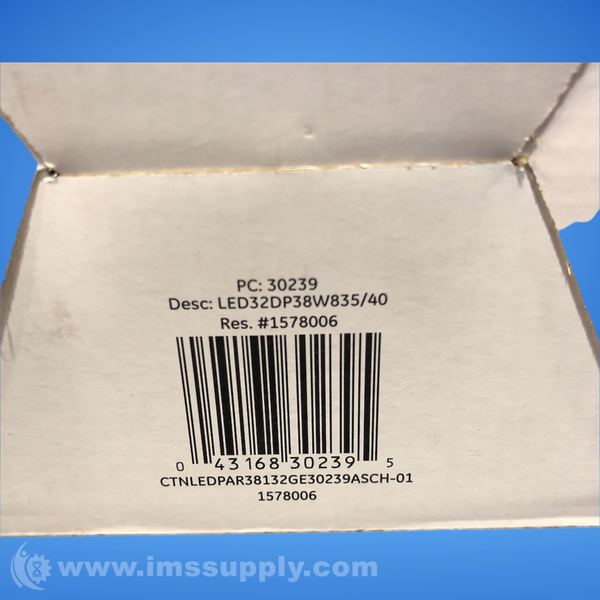 PC: 30239
Desc: LED32DP38W835/40
Res. #1578006
0 43168 30239 5
CTNLEDPAR38132GE30239ASCH-01
1578006
www.imssupply.com